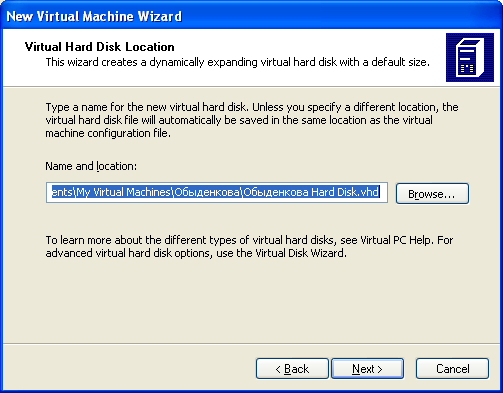 New Virtual Machine Wizard
Virtual Hard Disk Location
This wizard creates a dynamically expanding virtual hard disk with a default size.
Type a name for the new virtual hard disk. Unless you specify a different location, the
virtual hard disk file will automatically be saved in the same location as the virtual
machine configuration file.
Name and location:
ents\My Virtual Machines\Обыденкова\Обыденкова Hard Disk.vhd
Browse...
To learn more about the different types of virtual hard disks, see Virtual PC Help. For
advanced virtual hard disk options, use the Virtual Disk Wizard.
< Back
Next >
Cancel